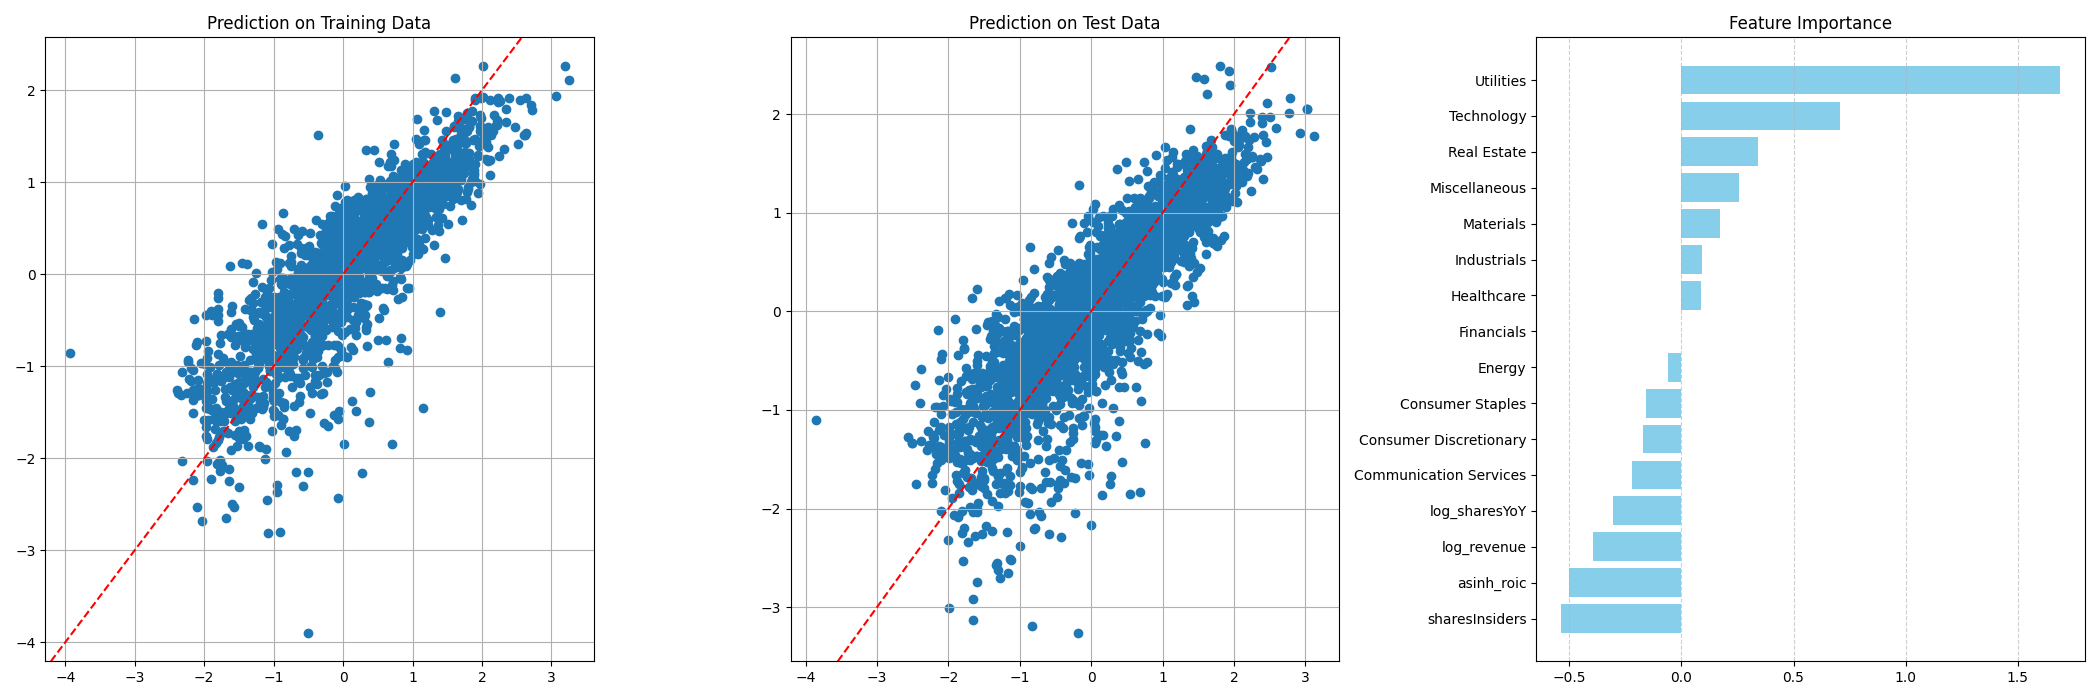 Prediction on Training Data
2
1
0
−1
−2
−3
−4
−4 −3 −2 −1 0 1 2 3
Prediction on Test Data
2
1
0
−1
−2
−3
−4 −3 −2 −1 0 1 2 3
Feature Importance
Utilities
Technology
Real Estate
Miscellaneous
Materials
Industrials
Healthcare
Financials
Energy
Consumer Staples
Consumer Discretionary
Communication Services
log_sharesYoY
log_revenue
asinh_roic
sharesInsiders
−0.5 0.0 0.5 1.0 1.5